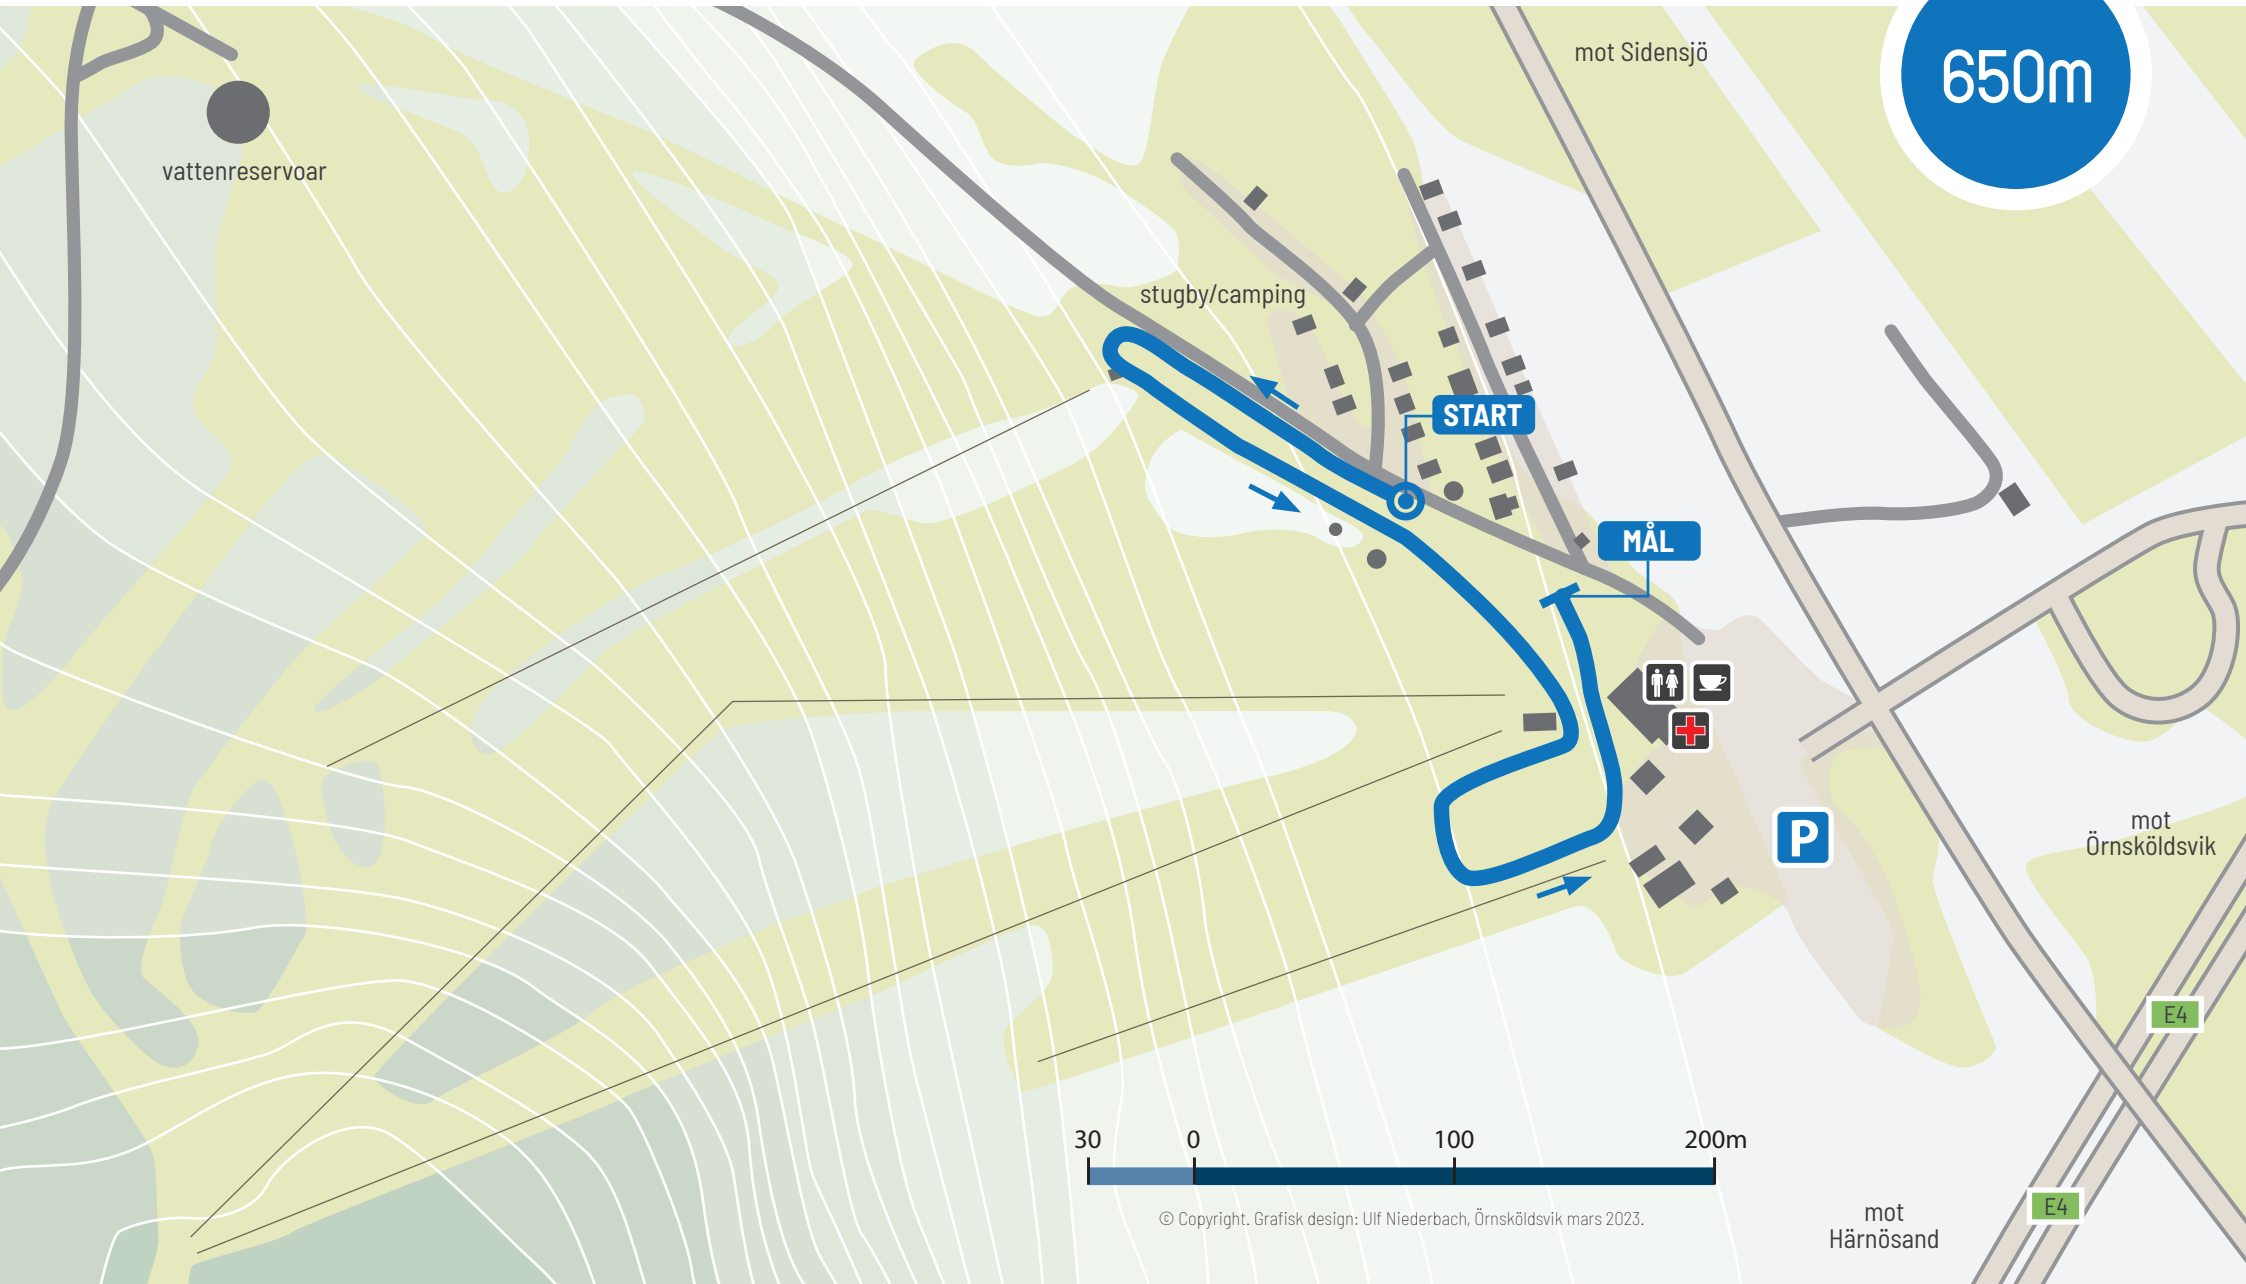 mot Sidensjö
650m
vattenreservoar
stugby/camping
START
MÅL
P
mot
Örnsköldsvik
E4
30 0 100 200m
E4
© Copyright. Grafisk design: Ulf Niederbach, Örnsköldsvik mars 2023.
mot
Härnösand